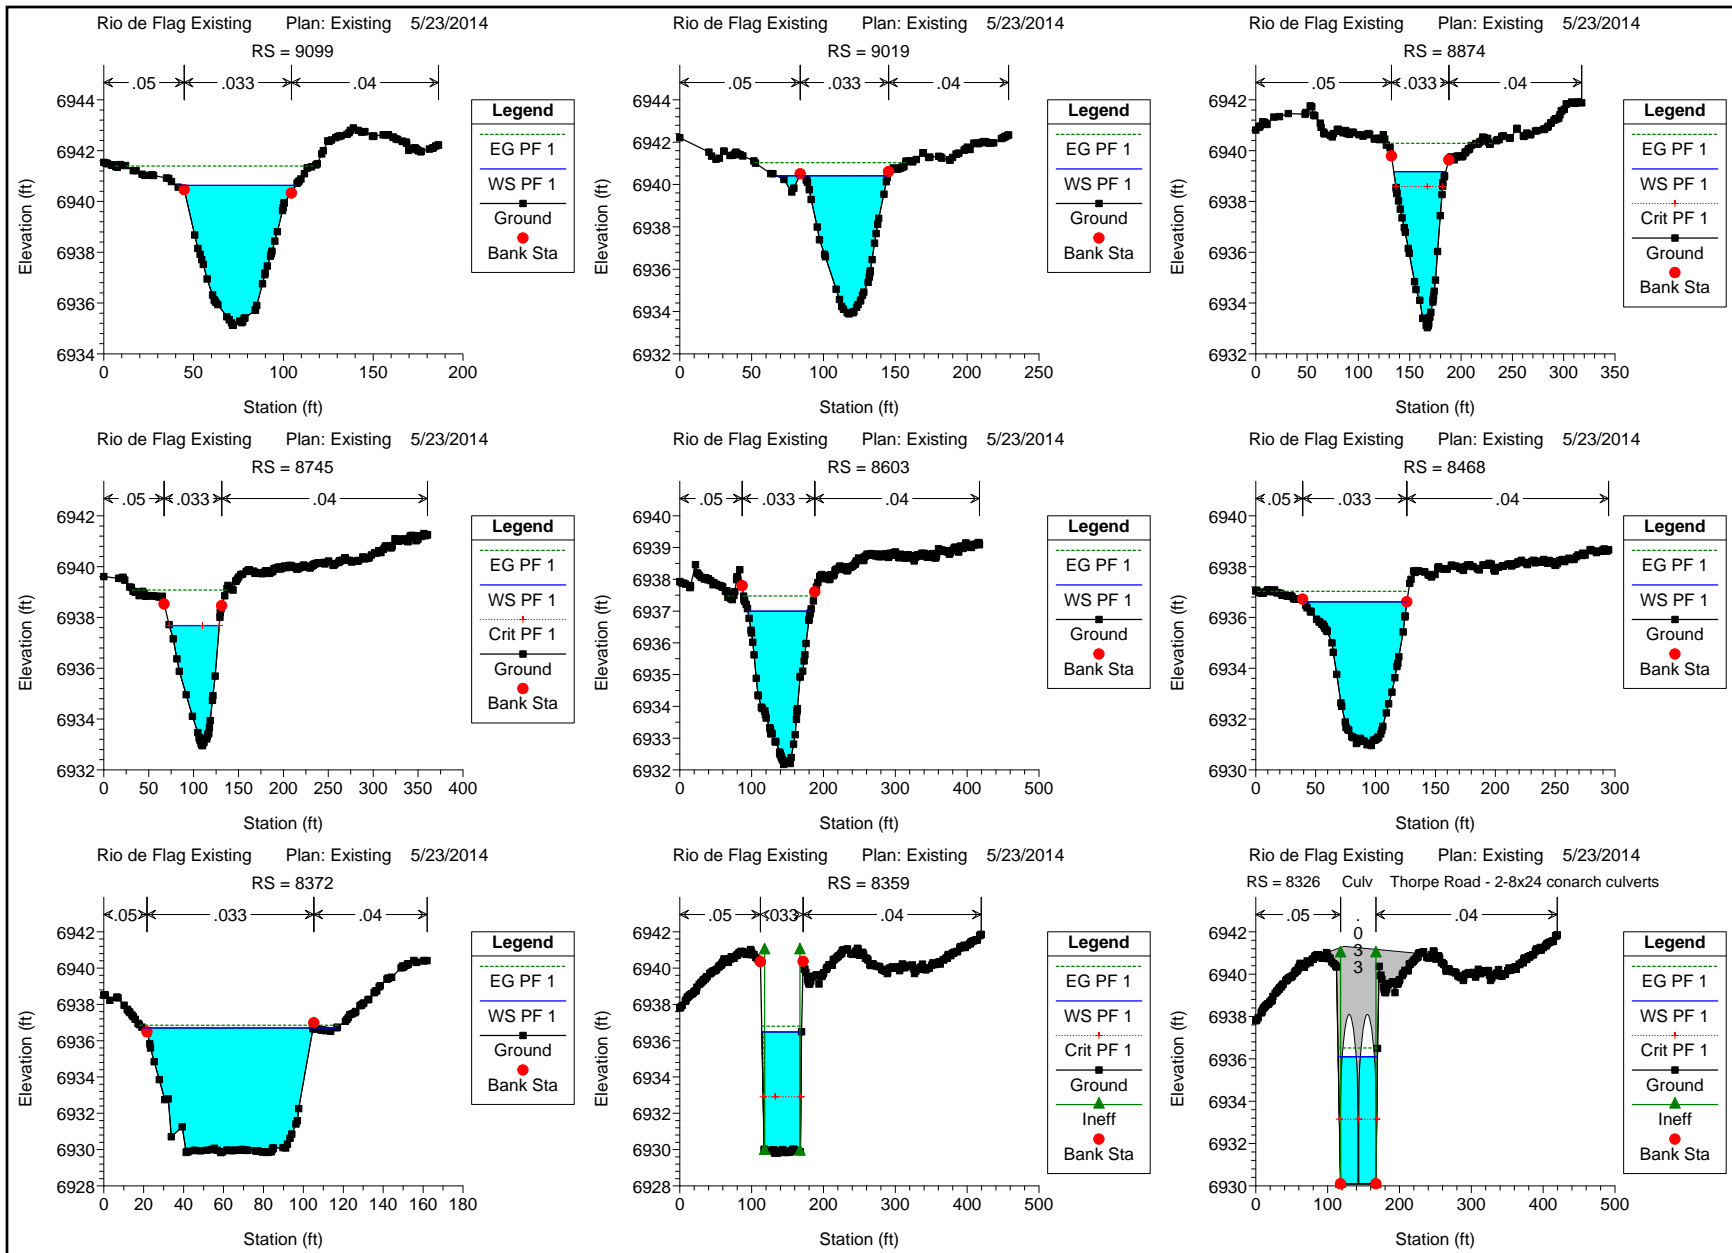 Rio de Flag Existing Plan: Existing 5/23/2014
RS = 9099
.05 .033 .04
6944
6942
6940
6938
6936
6934
0 50 100 150 200
Elevation (ft)
Station (ft)
Legend
EG PF 1
WS PF 1
Ground
Bank Sta
Rio de Flag Existing Plan: Existing 5/23/2014
RS = 9019
.05 .033 .04
6944
6942
6940
6938
6936
6934
6932
0 50 100 150 200 250
Elevation (ft)
Station (ft)
Legend
EG PF 1
WS PF 1
Ground
Bank Sta
Rio de Flag Existing Plan: Existing 5/23/2014
RS = 8874
.05 .033 .04
6942
6940
6938
6936
6934
6932
0 50 100 150 200 250 300 350
Elevation (ft)
Station (ft)
Legend
EG PF 1
WS PF 1
Crit PF 1
Ground
Bank Sta
Rio de Flag Existing Plan: Existing 5/23/2014
RS = 8745
.05 .033 .04
6942
6940
6938
6936
6934
6932
0 50 100 150 200 250 300 350 400
Elevation (ft)
Station (ft)
Legend
EG PF 1
WS PF 1
Crit PF 1
Ground
Bank Sta
Rio de Flag Existing Plan: Existing 5/23/2014
RS = 8603
.05 .033 .04
6940
6939
6938
6937
6936
6935
6934
6933
6932
0 100 200 300 400 500
Elevation (ft)
Station (ft)
Legend
EG PF 1
WS PF 1
Ground
Bank Sta
Rio de Flag Existing Plan: Existing 5/23/2014
RS = 8468
.05 .033 .04
6940
6938
6936
6934
6932
6930
0 50 100 150 200 250 300
Elevation (ft)
Station (ft)
Legend
EG PF 1
WS PF 1
Ground
Bank Sta
Rio de Flag Existing Plan: Existing 5/23/2014
RS = 8372
.05 .033 .04
6942
6940
6938
6936
6934
6932
6930
6928
0 20 40 60 80 100 120 140 160 180
Elevation (ft)
Station (ft)
Legend
EG PF 1
WS PF 1
Ground
Bank Sta
Rio de Flag Existing Plan: Existing 5/23/2014
RS = 8359
.05 .033 .04
6942
6940
6938
6936
6934
6932
6930
6928
0 100 200 300 400 500
Elevation (ft)
Station (ft)
Legend
EG PF 1
WS PF 1
Crit PF 1
Ground
Ineff
Bank Sta
Rio de Flag Existing Plan: Existing 5/23/2014
RS = 8326 Culv Thorpe Road - 2-8x24 conarch culverts
.05 .033 .04
6942
6940
6938
6936
6934
6932
6930
0 100 200 300 400 500
Elevation (ft)
Station (ft)
Legend
EG PF 1
WS PF 1
Crit PF 1
Ground
Ineff
Bank Sta